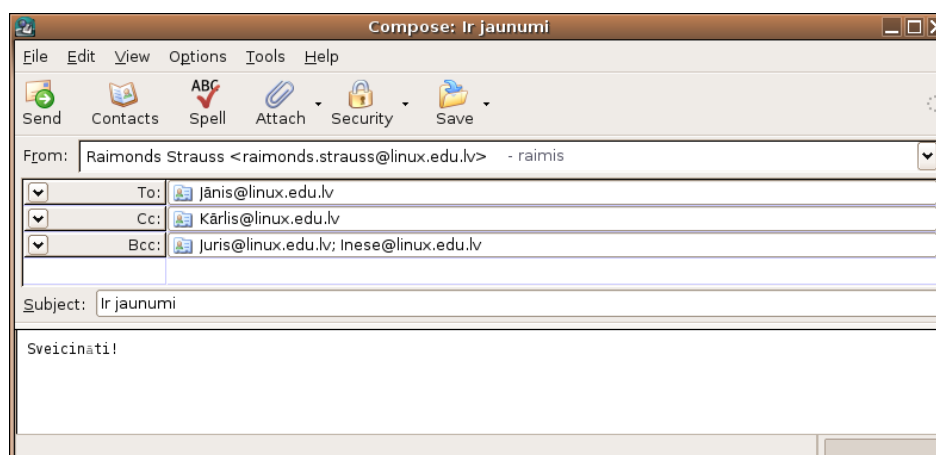 Compose: Ir jaunumi
File Edit View Options Tools Help
ABC
Send Contacts Spell Attach Security Save
From: Raimonds Strauss <raimonds.strauss@linux.edu.lv> - raimis
To: Jānis@linux.edu.lv
Cc: Kārlis@linux.edu.lv
Bcc: Juris@linux.edu.lv; Inese@linux.edu.lv
Subject: Ir jaunumi
Sveicināti!